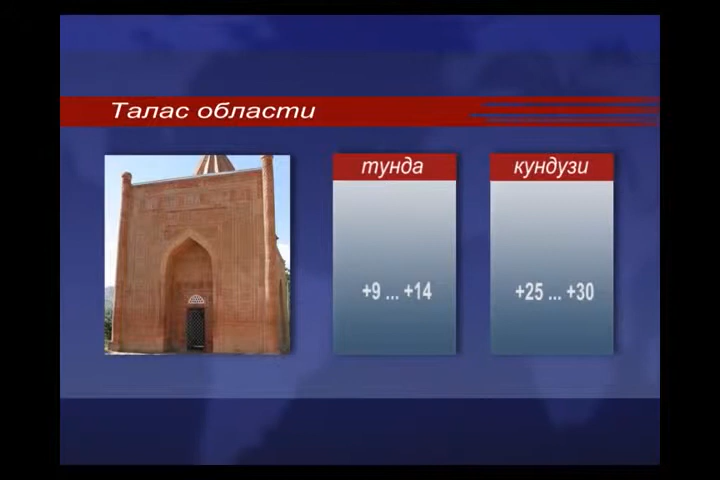 Талас области
тунда
кундузи
+9 ... +14
+25 ... +30